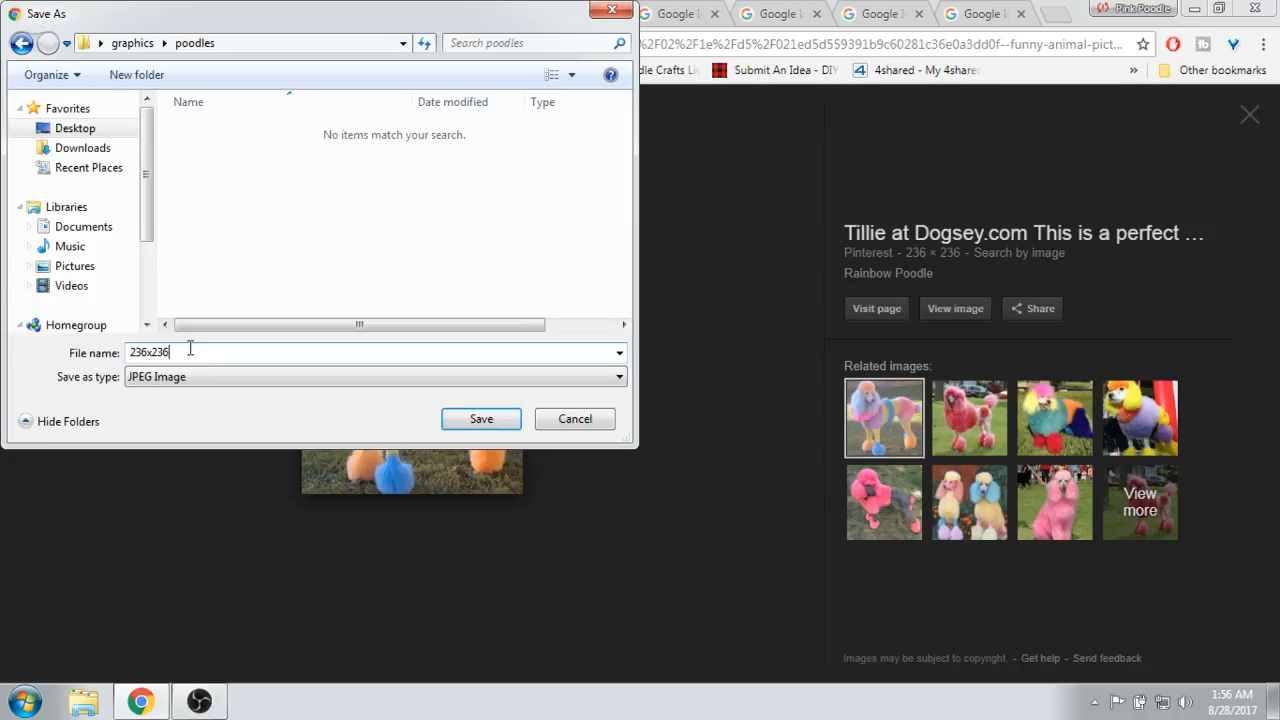 Save As
Google I
Google I
Google I
Google I
Pink Poodle
graphics
poodles
Search poodles
%2F02%2F1e%2Fd5%2F021ed5d559391b9c60281c36e0a3dd0f--funny-animal-pict...
Organize
New folder
dle Crafts Liv
Submit An Idea - DIY
4shared - My 4share
»
Other bookmarks
Name
Date modified
Type
Favorites
Desktop
Downloads
Recent Places
No items match your search.
Libraries
Documents
Music
Pictures
Videos
Homegroup
File name:
236x236
Save as type:
JPEG Image
Hide Folders
Save
Cancel
Tillie at Dogsey.com This is a perfect ...
Pinterest - 236 × 236 - Search by image
Rainbow Poodle
Visit page
View image
Share
Related images:
View
more
Images may be subject to copyright. - Get help - Send feedback
1:56 AM
8/28/2017